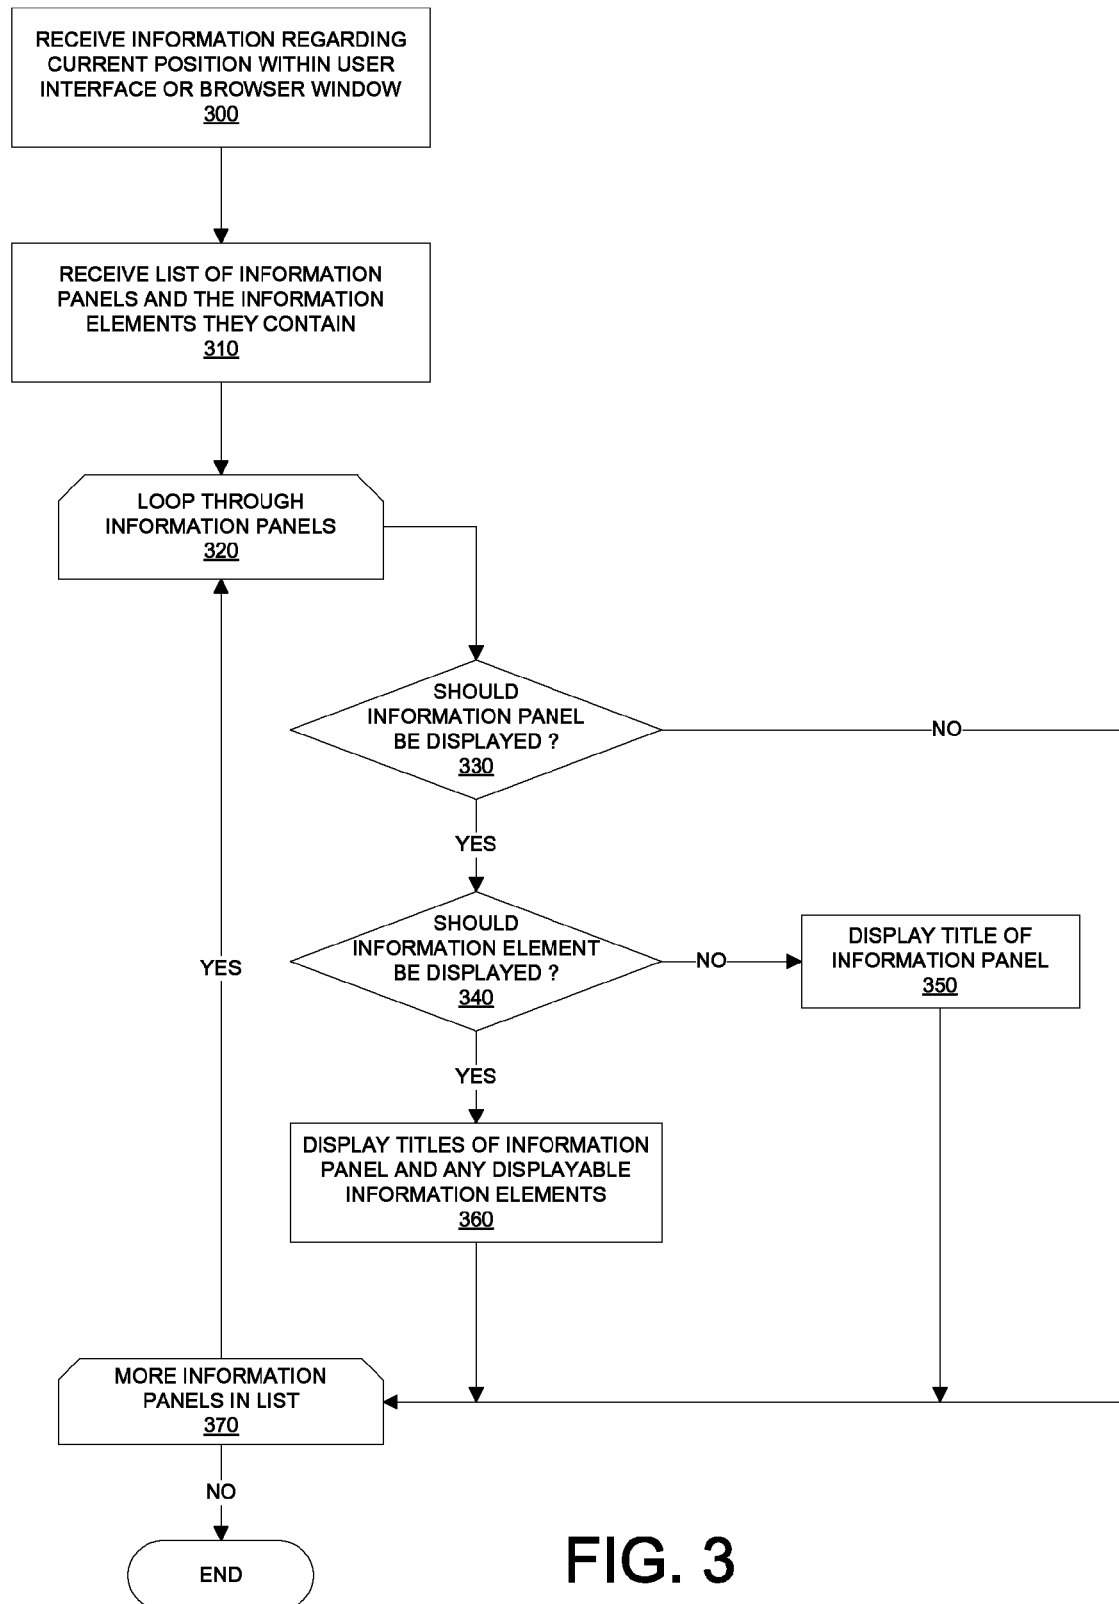 RECEIVE INFORMATION REGARDING
CURRENT POSITION WITHIN USER
INTERFACE OR BROWSER WINDOW
300
RECEIVE LIST OF INFORMATION
PANELS AND THE INFORMATION
ELEMENTS THEY CONTAIN
310
LOOP THROUGH
INFORMATION PANELS
320
SHOULD
INFORMATION PANEL
BE DISPLAYED ?
330
NO
YES
SHOULD
INFORMATION ELEMENT
BE DISPLAYED ?
340
NO
DISPLAY TITLE OF
INFORMATION PANEL
350
YES
YES
DISPLAY TITLES OF INFORMATION
PANEL AND ANY DISPLAYABLE
INFORMATION ELEMENTS
360
MORE INFORMATION
PANELS IN LIST
370
NO
END
FIG. 3